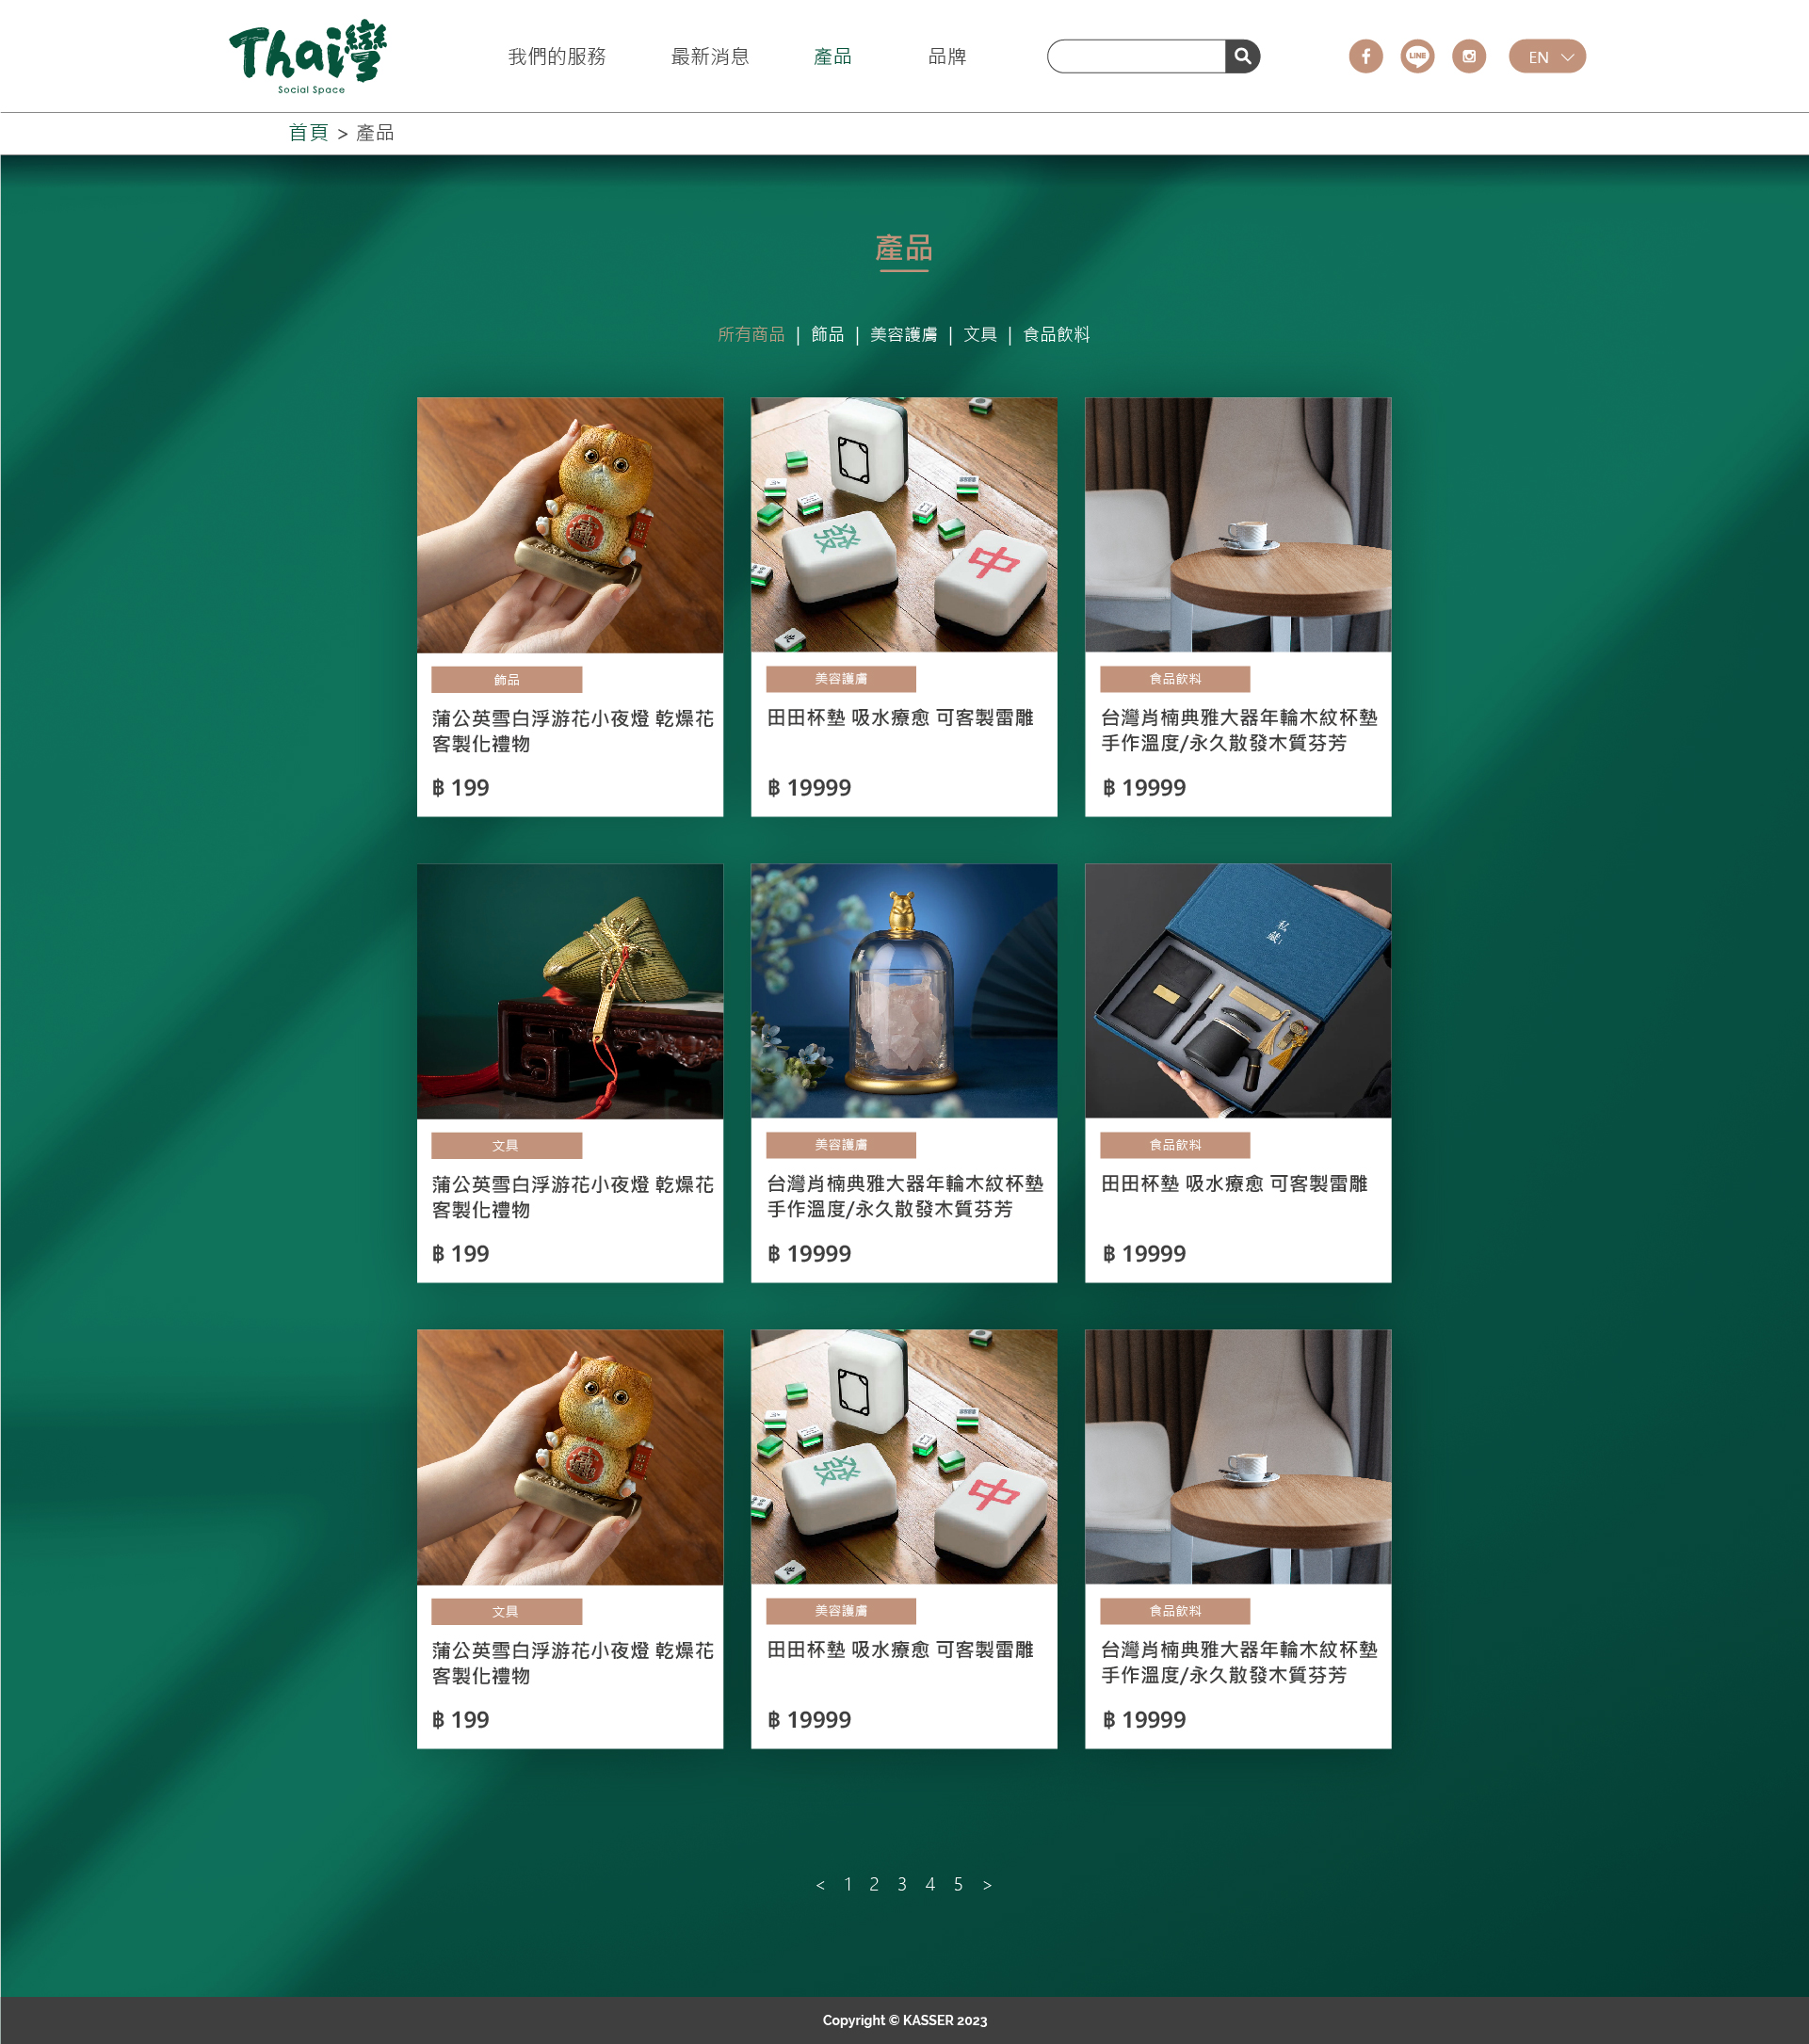 Thai灣
Social Space
我們的服務
最新消息
產品
品牌
LINE
EN
首頁 > 產品
產品
所有商品 | 飾品 | 美容護膚 | 文具 | 食品飲料
發
中
飾品
蒲公英雪白浮游花小夜燈 乾燥花
客製化禮物
฿ 199
美容護膚
田田杯墊 吸水療愈 可客製雷雕
฿ 19999
食品飲料
台灣肖楠典雅大器年輪木紋杯墊
手作溫度/永久散發木質芬芳
฿ 19999
私
藏
文具
蒲公英雪白浮游花小夜燈 乾燥花
客製化禮物
฿ 199
美容護膚
台灣肖楠典雅大器年輪木紋杯墊
手作溫度/永久散發木質芬芳
฿ 19999
食品飲料
田田杯墊 吸水療愈 可客製雷雕
฿ 19999
發
中
文具
蒲公英雪白浮游花小夜燈 乾燥花
客製化禮物
฿ 199
美容護膚
田田杯墊 吸水療愈 可客製雷雕
฿ 19999
食品飲料
台灣肖楠典雅大器年輪木紋杯墊
手作溫度/永久散發木質芬芳
฿ 19999
< 1 2 3 4 5 >
Copyright © KASSER 2023